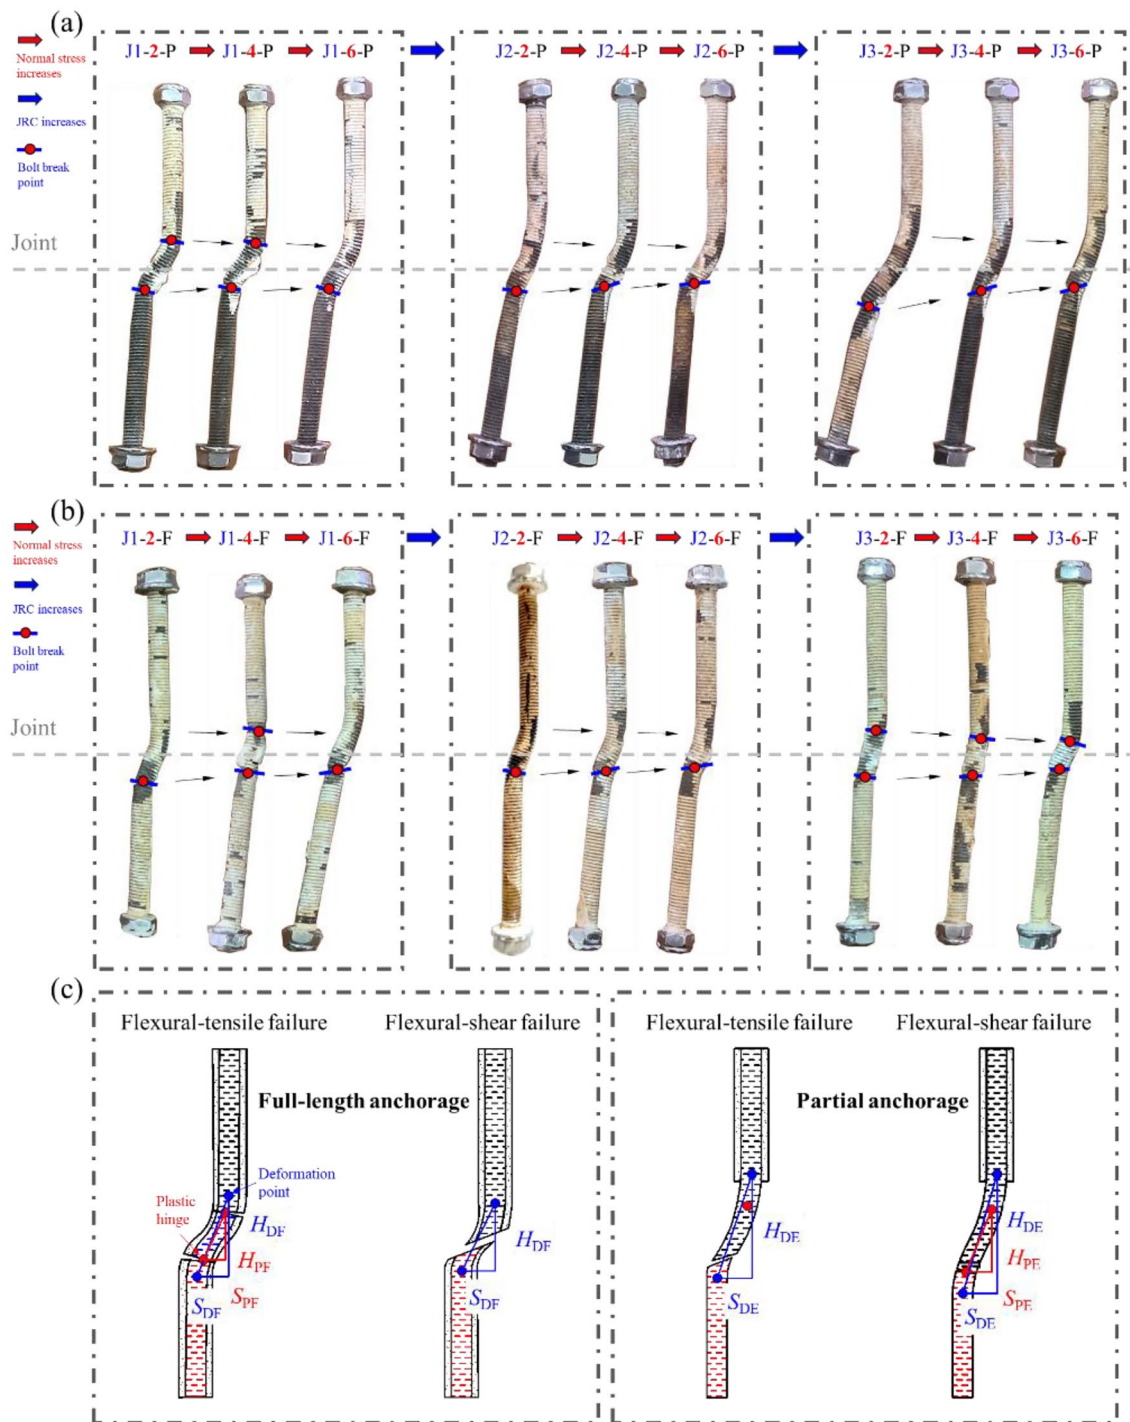 (a)
Normal stress
increases
JRC increases
Bolt break
point
J1-2-P J1-4-P J1-6-P
J2-2-P J2-4-P J2-6-P
J3-2-P J3-4-P J3-6-P
Joint
(b)
Normal stress
increases
JRC increases
Bolt break
point
J1-2-F J1-4-F J1-6-F
J2-2-F J2-4-F J2-6-F
J3-2-F J3-4-F J3-6-F
Joint
(c)
Flexural-tensile failure Flexural-shear failure
Full-length anchorage
Deformation
point
Plastic
hinge
HDF
HPF
SPF
SDF
HDF
SDF
Flexural-tensile failure Flexural-shear failure
Partial anchorage
HDE
SDE
HDE
HPE
SPE
SDE